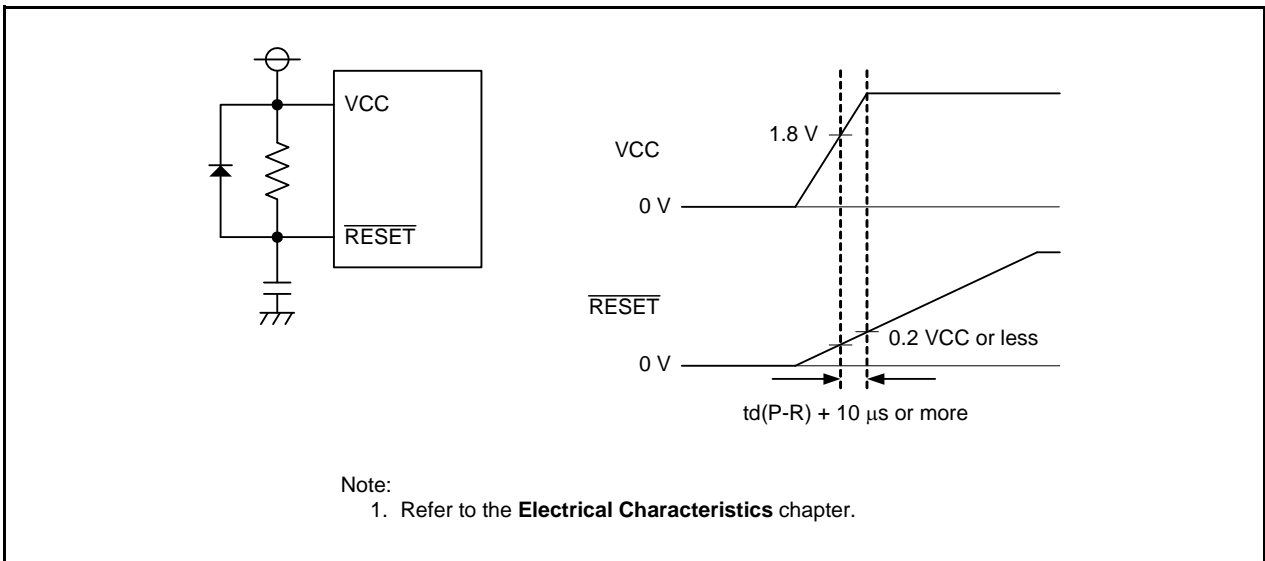 VCC
RESET
VCC
1.8 V
0 V
RESET
0.2 VCC or less
0 V
td(P-R) + 10 μs or more
Note:
1. Refer to the Electrical Characteristics chapter.